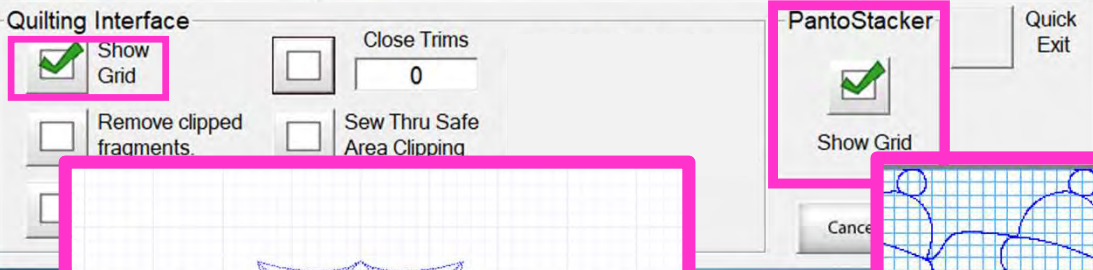 Quilting Interface
Show
Grid
Close Trims
0
Remove clipped
fragments.
Sew Thru Safe
Area Clipping
PantoStacker
Show Grid
Quick
Exit
Cance